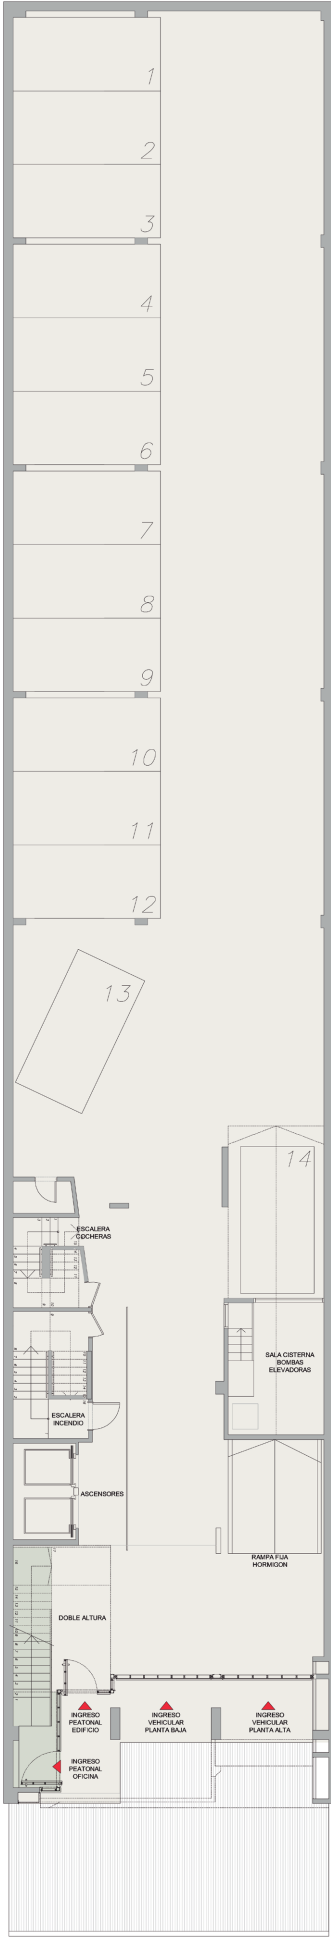 1
2
3
4
5
6
7
8
9
10
11
12
13
14
ESCALERA
COCHERAS
SALA CISTERNA
BOMBAS
ELEVADORAS
ESCALERA
INCENDIO
ASCENSORES
RAMPA FIJA
HORMIGON
DOBLE ALTURA
INGRESO
PEATONAL
EDIFICIO
INGRESO
VEHICULAR
PLANTA BAJA
INGRESO
VEHICULAR
PLANTA ALTA
INGRESO
PEATONAL
OFICINA